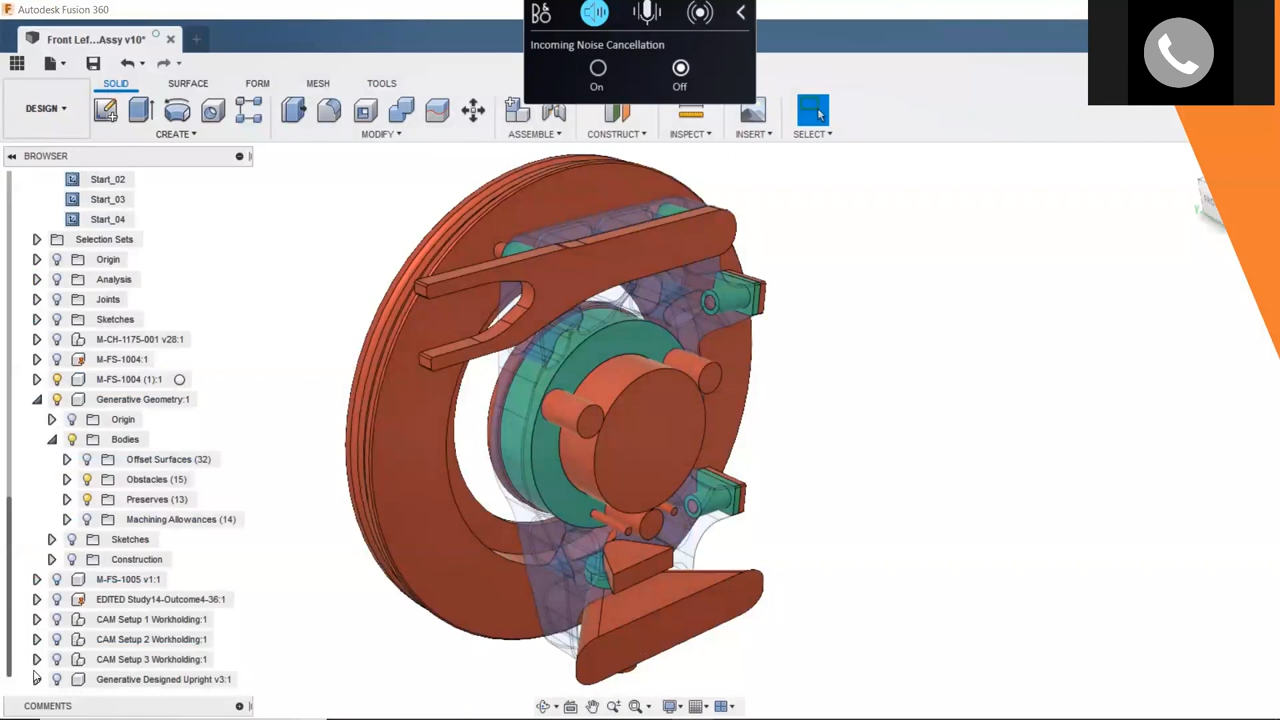 Autodesk Fusion 360
Front Lef...Assy v10*
B&O
Incoming Noise Cancellation
On
Off
SOLID
SURFACE
FORM
MESH
TOOLS
DESIGN
CREATE
MODIFY
ASSEMBLE
CONSTRUCT
INSPECT
INSERT
SELECT
BROWSER
Start_02
Start_03
Start_04
Selection Sets
Origin
Analysis
Joints
Sketches
M-CH-1175-001 v28:1
M-FS-1004:1
M-FS-1004 (1):1
Generative Geometry:1
Origin
Bodies
Offset Surfaces (32)
Obstacles (15)
Preserves (13)
Machining Allowances (14)
Sketches
Construction
M-FS-1005 v1:1
EDITED Study14-Outcome4-36:1
CAM Setup 1 Workholding:1
CAM Setup 2 Workholding:1
CAM Setup 3 Workholding:1
Generative Designed Upright v3:1
COMMENTS